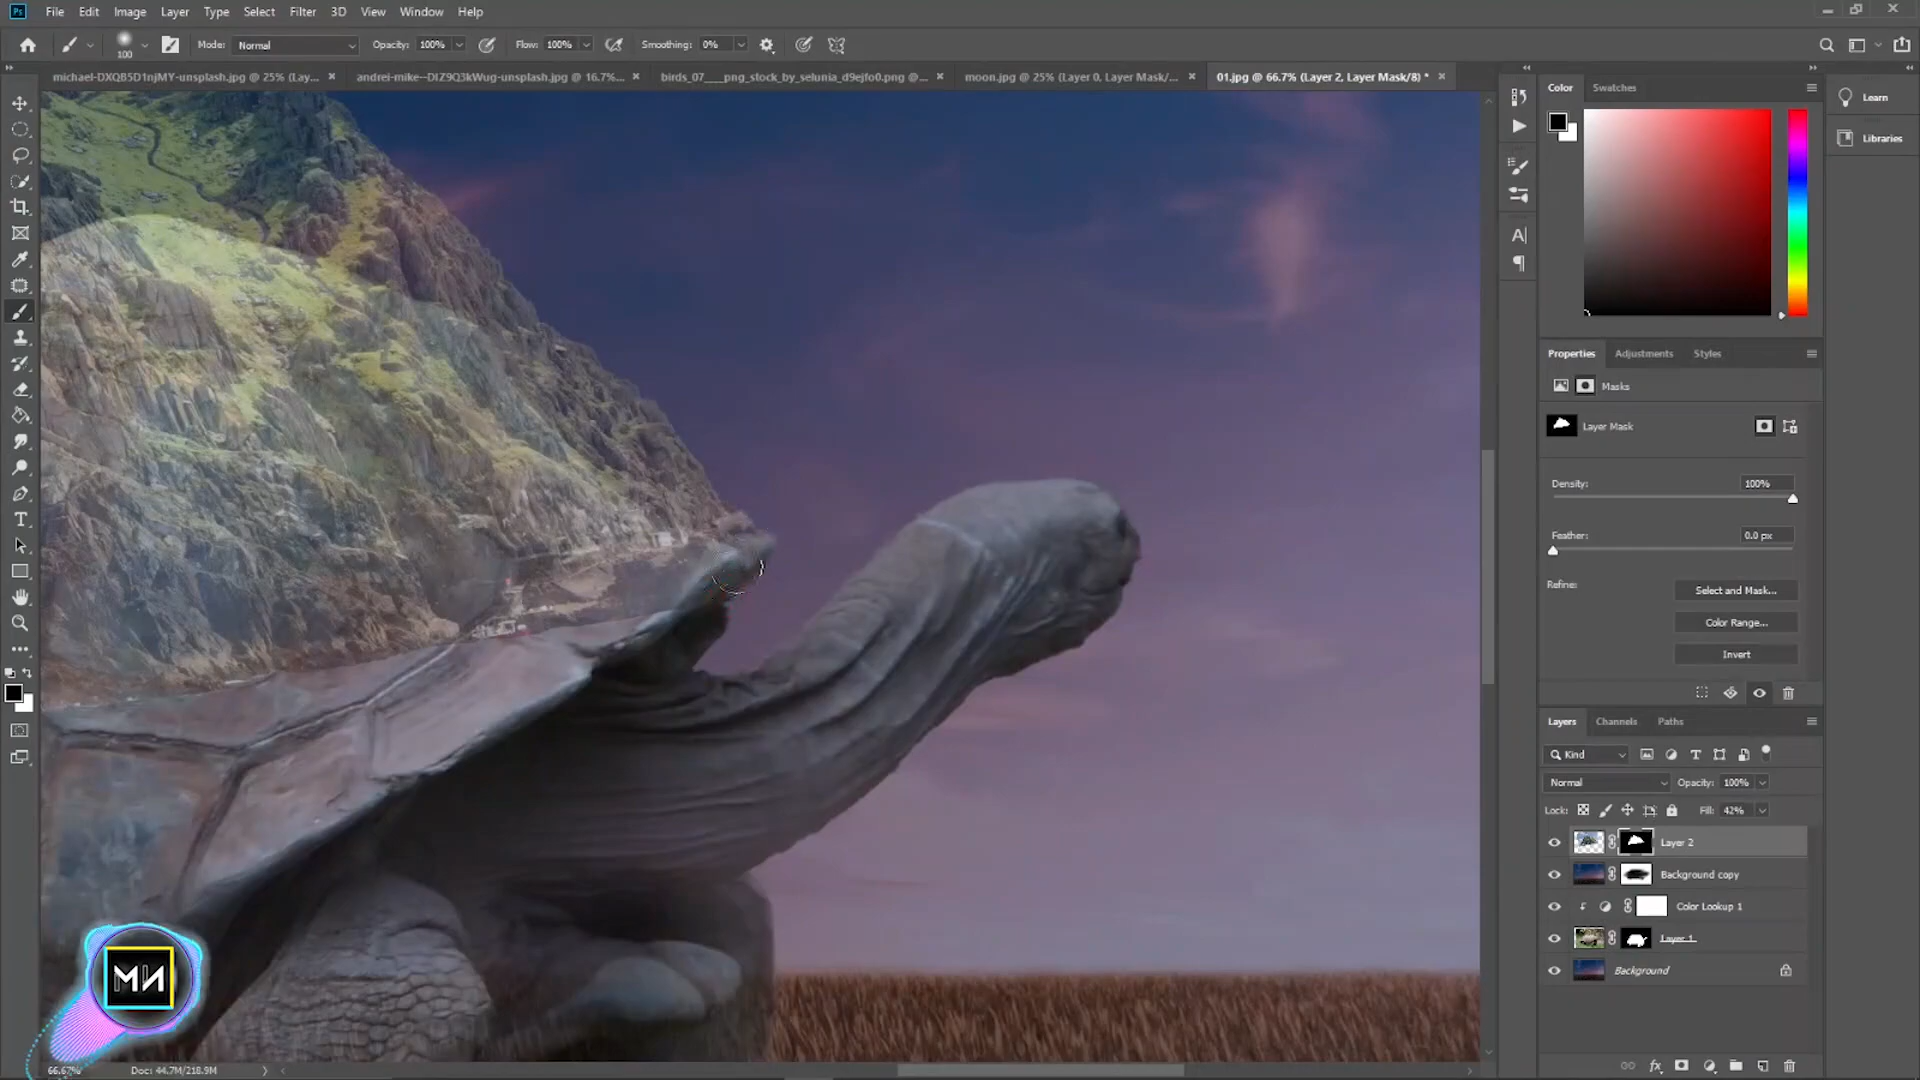 Ps File Edit Image Layer Type Select Filter 3D View Window Help
100 Mode: Normal Opacity: 100% Flow: 100% Smoothing: 0%
michael-DXQB5D1njMY-unsplash.jpg @ 25% (Lay... × andrei-mike--DIZ9Q3kWug-unsplash.jpg @ 16.7%... × birds_07___png_stock_by_selunia_d9ejfo0.png @... × moon.jpg @ 25% (Layer 0, Layer Mask/... × 01.jpg @ 66.7% (Layer 2, Layer Mask/8) * ×
Color Swatches
Learn
Libraries
Properties Adjustments Styles
Masks
Layer Mask
Density: 100%
Feather: 0.0 px
Refine: Select and Mask...
Color Range...
Invert
Layers Channels Paths
Kind
Normal Opacity: 100%
Lock: Fill: 42%
Layer 2
Background copy
Color Lookup 1
Layer 1
Background
66.67% Doc: 44.7M/218.9M